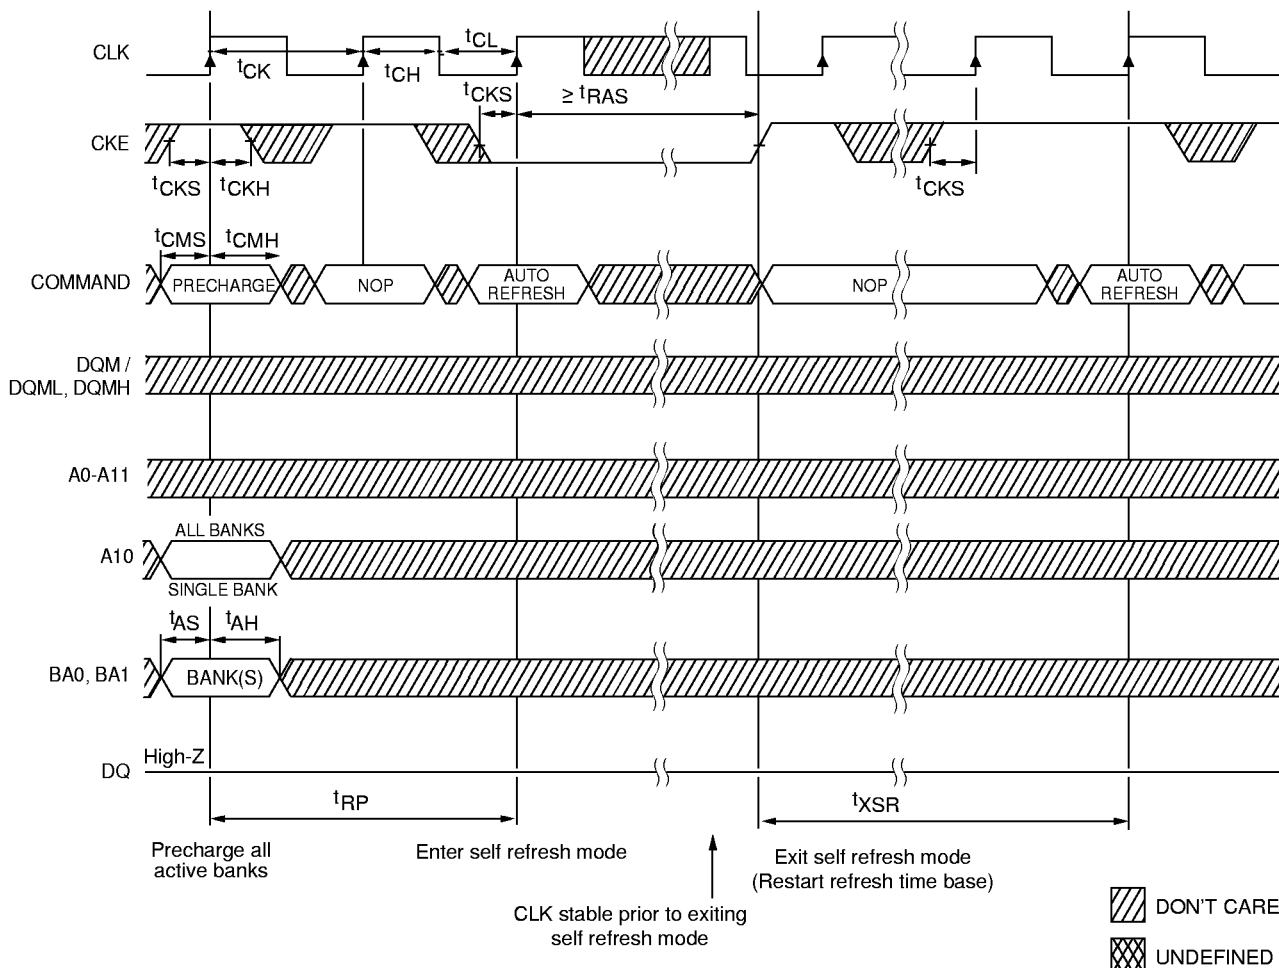 CLK
tCK
tCH
tCL
tCKS
≥ tRAS
CKE
tCKS
tCKH
tCKS
tCMS
tCMH
COMMAND
PRECHARGE
NOP
AUTO
REFRESH
NOP
AUTO
REFRESH
DQM /
DQML, DQMH
A0-A11
ALL BANKS
A10
SINGLE BANK
tAS
tAH
BA0, BA1
BANK(S)
High-Z
DQ
tRP
tXSR
Precharge all
active banks
Enter self refresh mode
Exit self refresh mode
(Restart refresh time base)
CLK stable prior to exiting
self refresh mode
DON'T CARE
UNDEFINED